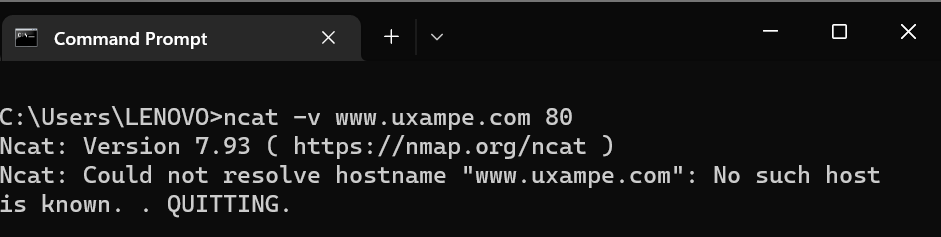 Command Prompt
C:\Users\LENOVO>ncat -v www.uxampe.com 80
Ncat: Version 7.93 ( https://nmap.org/ncat )
Ncat: Could not resolve hostname "www.uxampe.com": No such host
is known. . QUITTING.